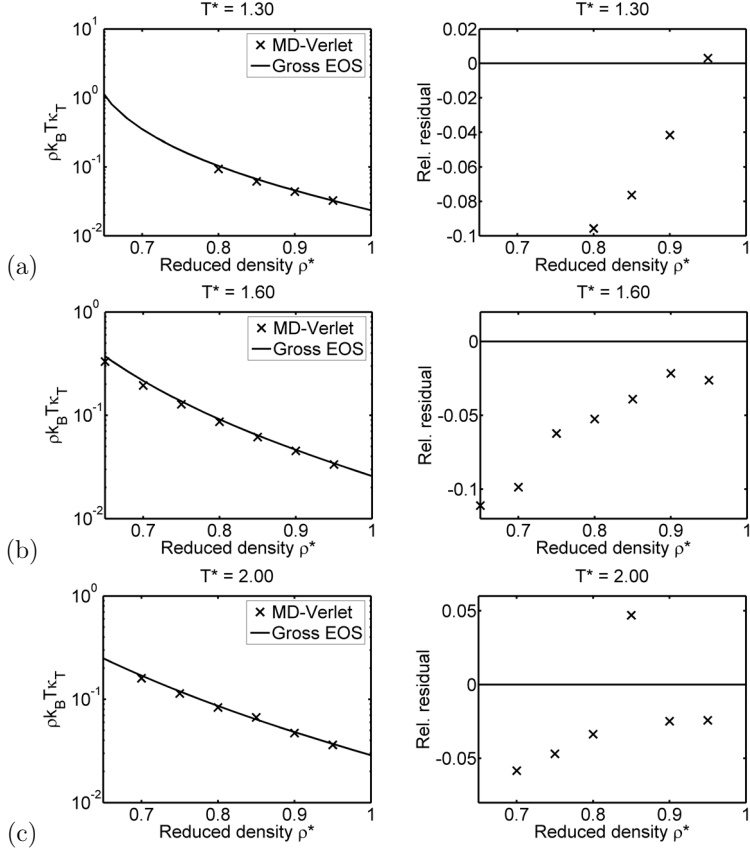 T* = 1.30
10^1
10^0
10^-1
10^-2
ρk_BTκ_T
× MD-Verlet
Gross EOS
0.7
0.8
0.9
1
Reduced density ρ*
T* = 1.30
0.02
0
-0.02
-0.04
-0.06
-0.08
-0.1
Rel. residual
0.7
0.8
0.9
1
Reduced density ρ*
(a)
T* = 1.60
10^0
10^-1
10^-2
ρk_BTκ_T
× MD-Verlet
Gross EOS
0.7
0.8
0.9
1
Reduced density ρ*
T* = 1.60
0
-0.05
-0.1
Rel. residual
0.7
0.8
0.9
1
Reduced density ρ*
(b)
T* = 2.00
10^0
10^-1
10^-2
ρk_BTκ_T
× MD-Verlet
Gross EOS
0.7
0.8
0.9
1
Reduced density ρ*
T* = 2.00
0.05
0
-0.05
Rel. residual
0.7
0.8
0.9
1
Reduced density ρ*
(c)